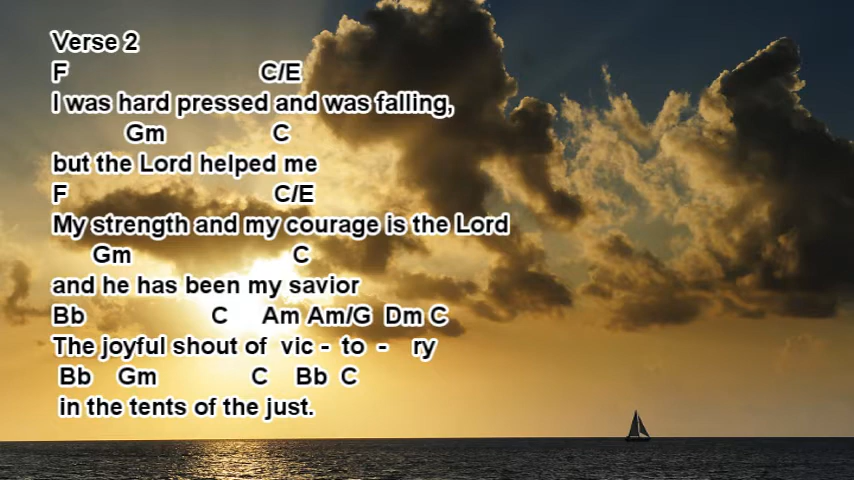 Verse 2
F C/E
I was hard pressed and was falling,
Gm C
but the Lord helped me
F C/E
My strength and my courage is the Lord
Gm C
and he has been my savior
Bb C Am Am/G Dm C
The joyful shout of vic - to - ry
Bb Gm C Bb C
in the tents of the just.